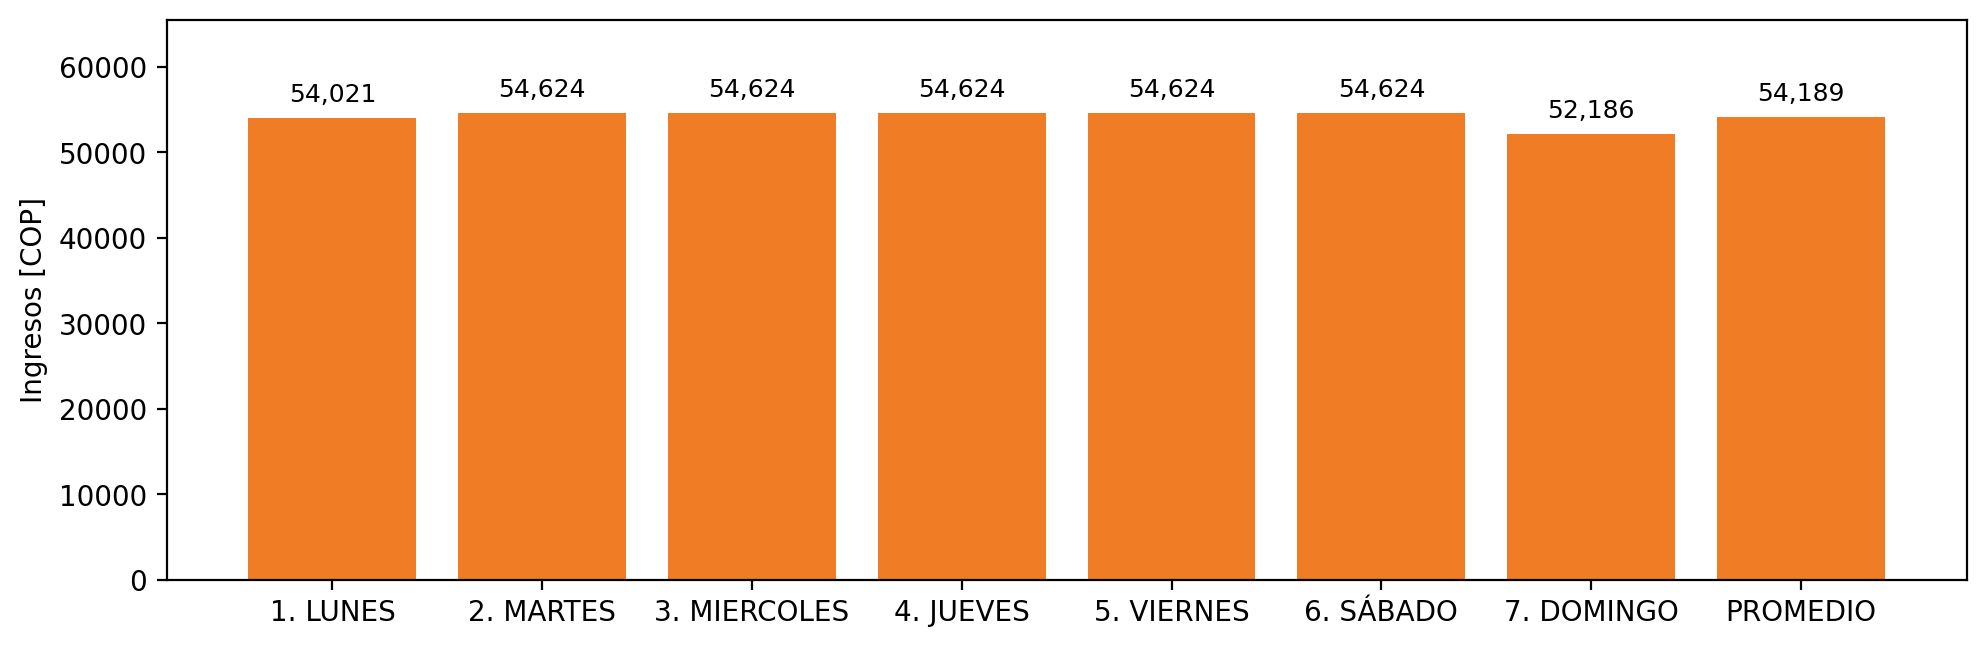 Ingresos [COP]
60000
50000
40000
30000
20000
10000
0
54,021
54,624
54,624
54,624
54,624
54,624
52,186
54,189
1. LUNES
2. MARTES
3. MIERCOLES
4. JUEVES
5. VIERNES
6. SÁBADO
7. DOMINGO
PROMEDIO